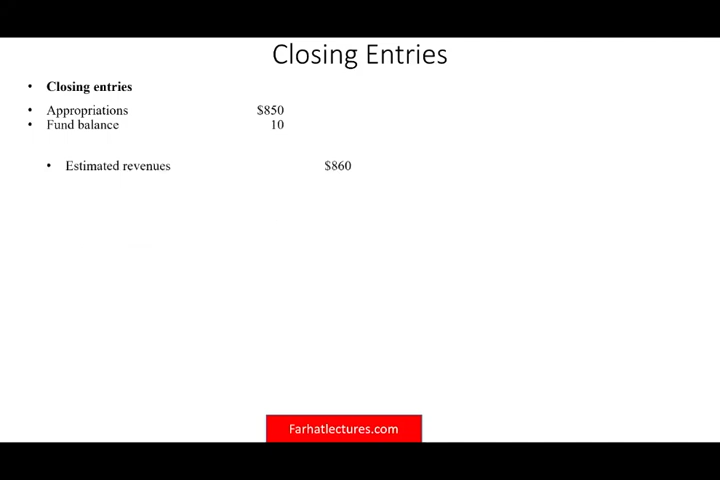 Closing Entries
• Closing entries
• Appropriations $850
• Fund balance 10
• Estimated revenues $860
Farhatlectures.com